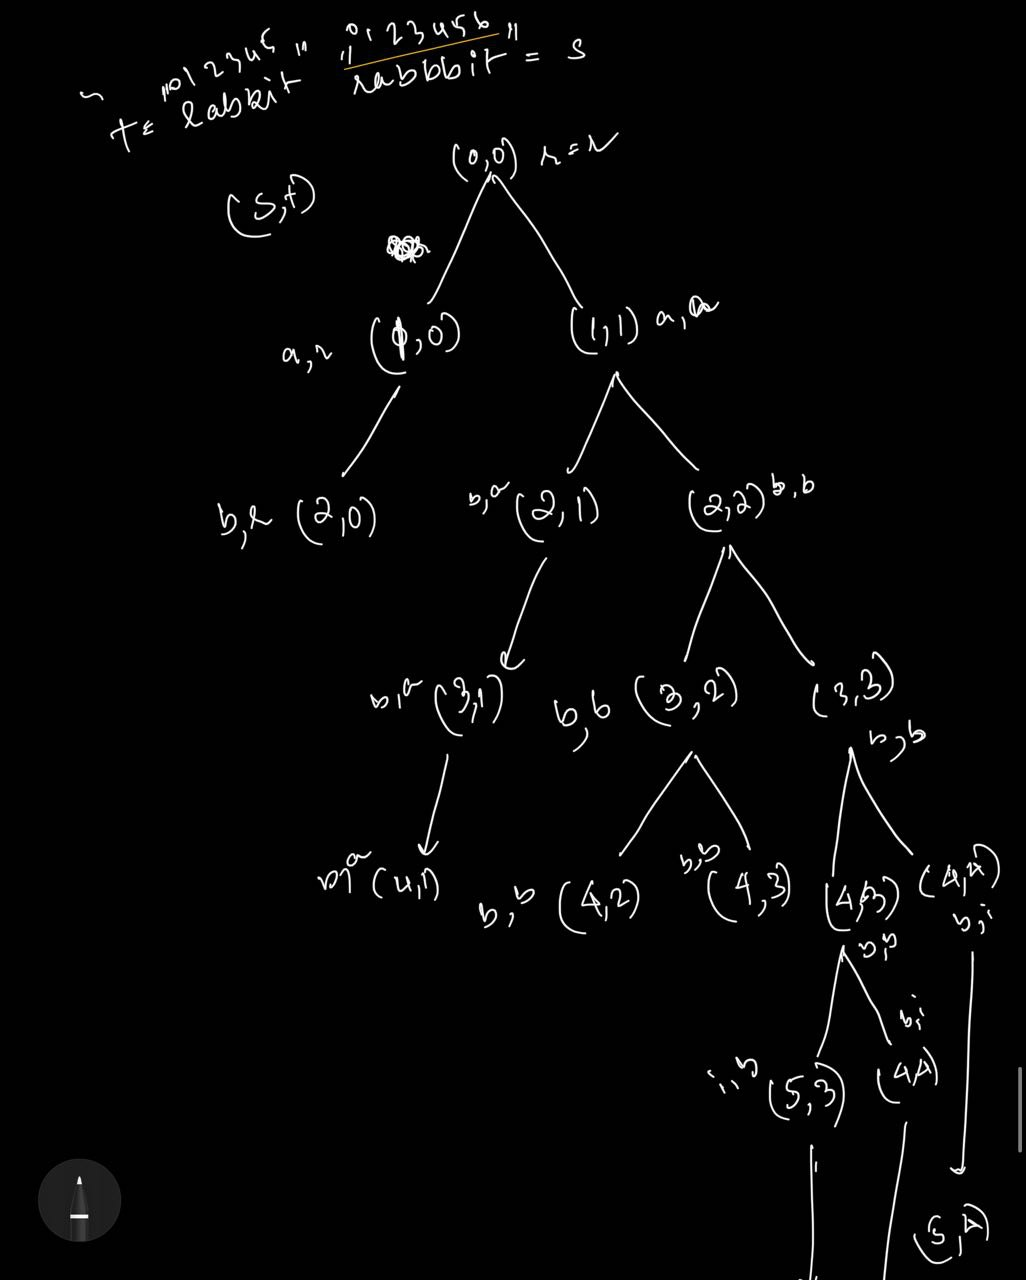 "012345" "0123456"
t = rabbit rabbbit = s
(0,0) r=r
(s,t)
a,r (1,0) (1,1) a,a
b,r (2,0) b,a (2,1) (2,2) b,b
b,a (3,1) b,b (3,2) (3,3)
b,b
b,a (4,1) b,b (4,2) b,b (4,3) (4,3) (4,4)
b,b b,i
b,i
i,b (5,3) (4,4)
(5,4)